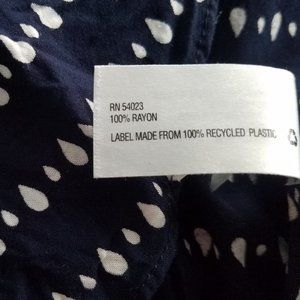 RN 54023
100% RAYON
LABEL MADE FROM 100% RECYCLED PLASTIC